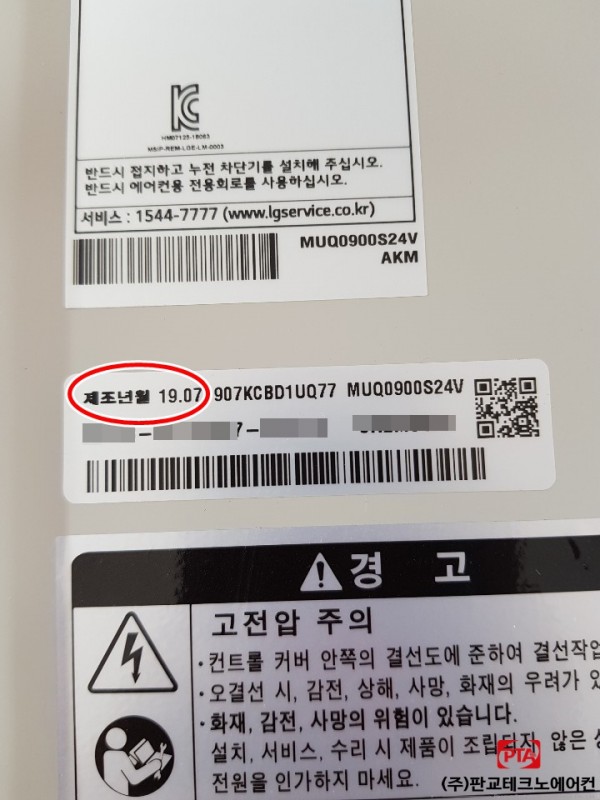 HM07125-18063
MSIP-REM-LGE-LM-0003
반드시 접지하고 누전 차단기를 설치해 주십시오.
반드시 에어컨용 전용회로를 사용하십시오.
서비스 : 1544-7777 (www.lgservice.co.kr)
MUQ0900S24V
AKM
제조년월 19.07 907KCBD1UQ77 MUQ0900S24V
경 고
고전압 주의
·컨트롤 커버 안쪽의 결선도에 준하여 결선작업
·오결선 시, 감전, 상해, 사망, 화재의 우려가 있
·화재, 감전, 사망의 위험이 있습니다.
설치, 서비스, 수리 시 제품이 조립되지 않은 상
전원을 인가하지 마세요.
PTA
(주)판교테크노에어컨